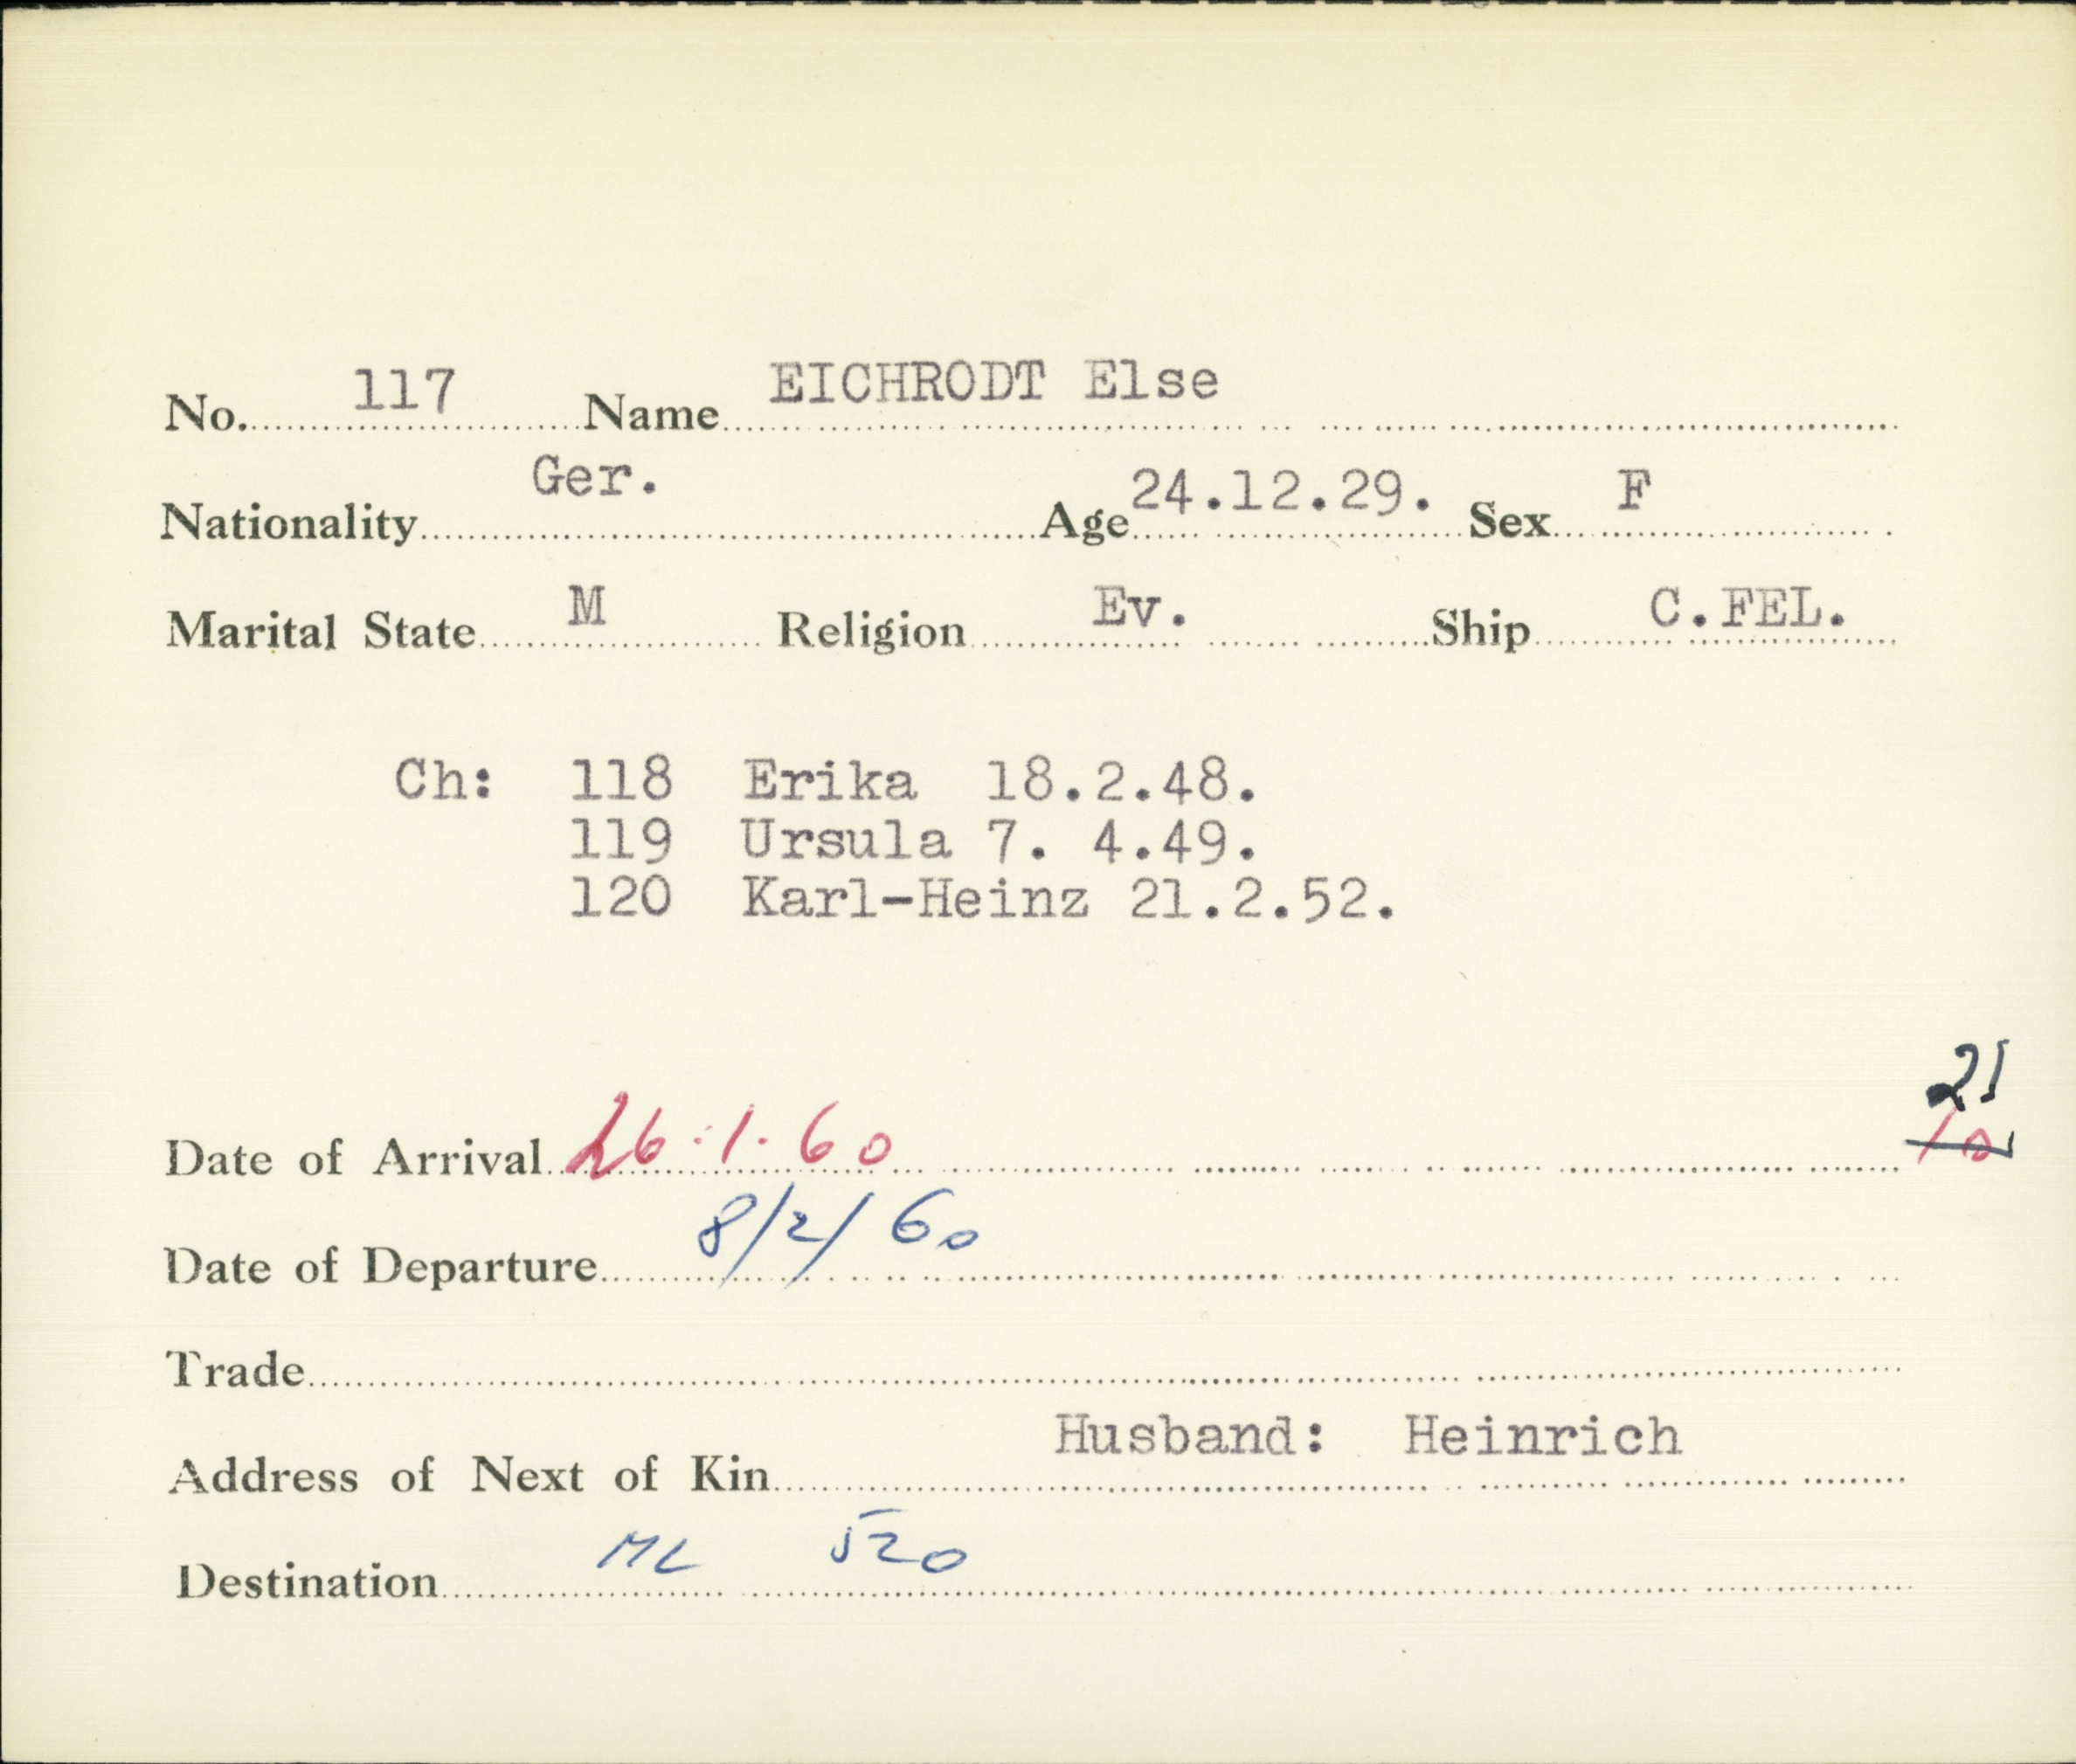 No. 117 Name EICHRODT Else
Nationality Ger. Age 24.12.29. Sex F
Marital State M Religion Ev. Ship C.FEL.
Ch: 118 Erika 18.2.48.
119 Ursula 7. 4.49.
120 Karl-Heinz 21.2.52.
21
Date of Arrival 26.1.60 10
Date of Departure 8/2/60
Trade
Address of Next of Kin Husband: Heinrich
Destination ML 520